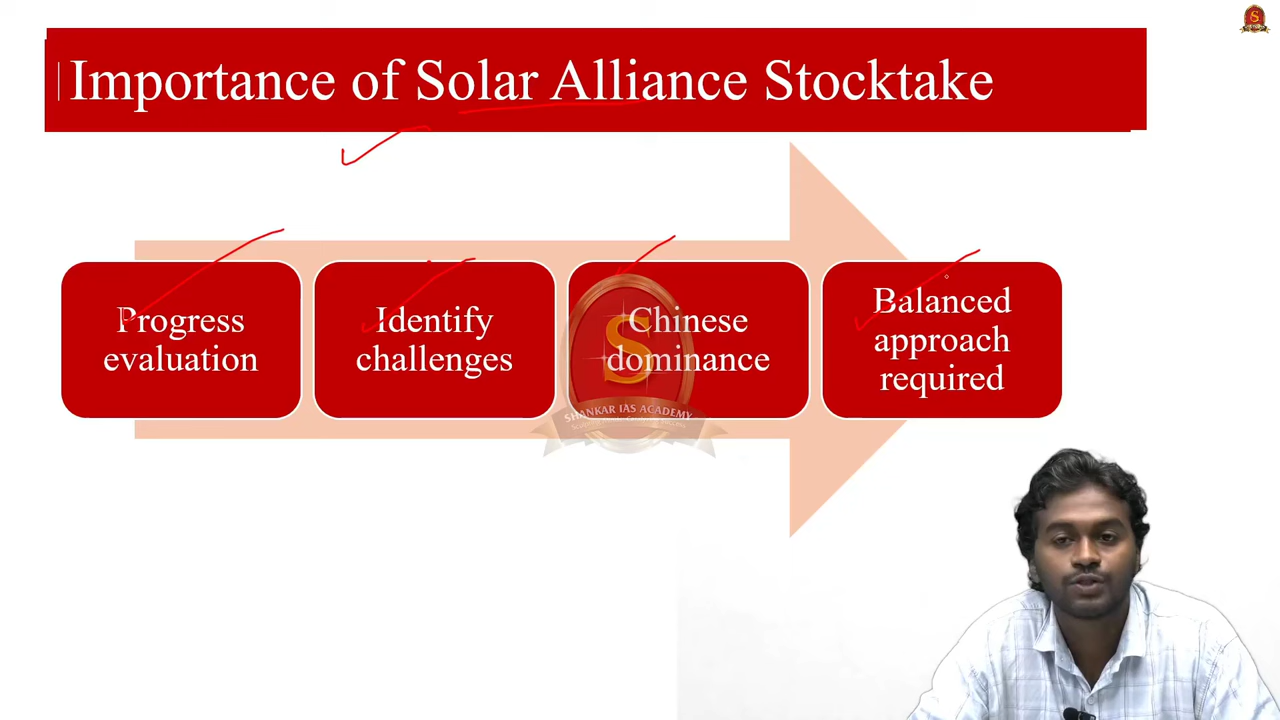 Importance of Solar Alliance Stocktake
Progress
evaluation
Identify
challenges
Chinese
dominance
Balanced
approach
required
S
SHANKAR IAS ACADEMY